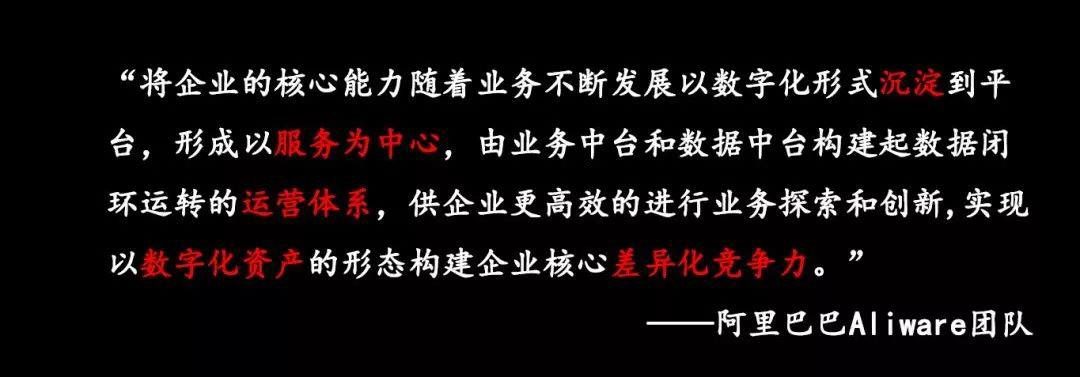 “将企业的核心能力随着业务不断发展以数字化形式沉淀到平
台，形成以服务为中心，由业务中台和数据中台构建起数据闭
环运转的运营体系，供企业更高效的进行业务探索和创新,实现
以数字化资产的形态构建企业核心差异化竞争力。”
——阿里巴巴Aliware团队